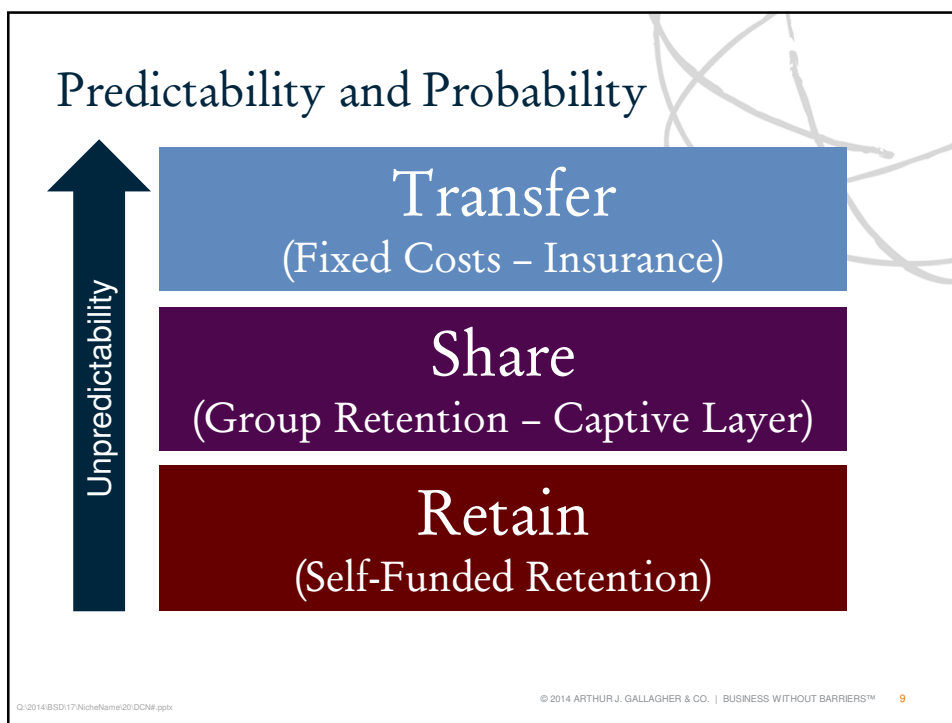 Predictability and Probability
Unpredictability
Transfer
(Fixed Costs – Insurance)
Share
(Group Retention – Captive Layer)
Retain
(Self-Funded Retention)
Q:\2014\BSD\17\NicheName\20\DCN#.pptx
© 2014 ARTHUR J. GALLAGHER & CO. | BUSINESS WITHOUT BARRIERS™ 9